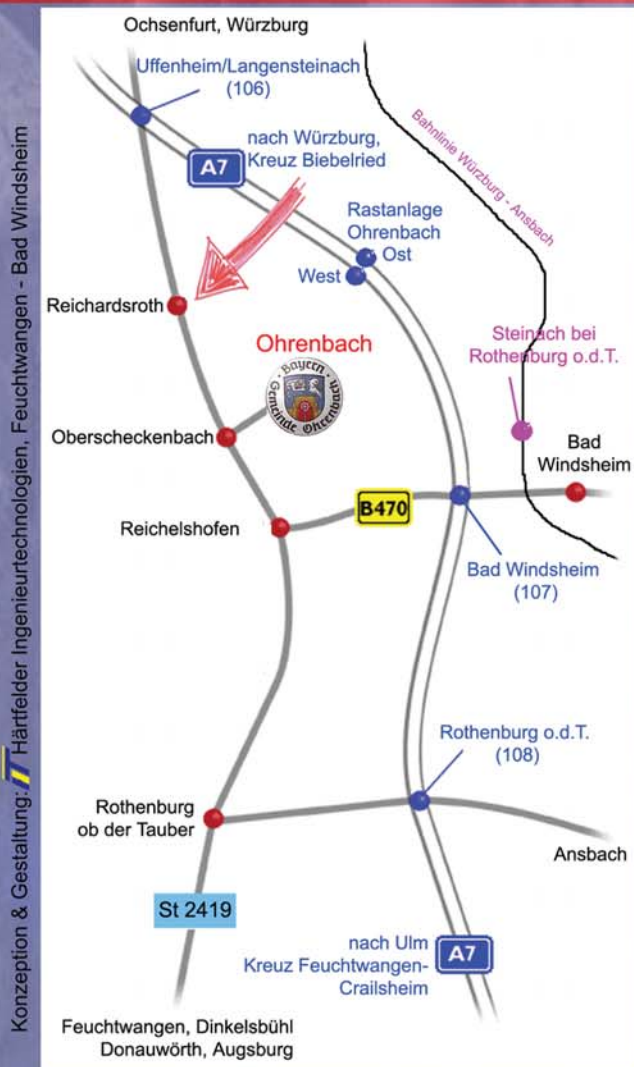 Ochsenfurt, Würzburg
Uffenheim/Langensteinach
(106)
nach Würzburg,
Kreuz Biebelried
A7
Bahnlinie Würzburg - Ansbach
Rastanlage
Ohrenbach
Ost
West
Reichardsroth
Steinach bei
Rothenburg o.d.T.
Ohrenbach
· Bayern ·
Gemeinde Ohrenbach
Oberscheckenbach
Bad
Windsheim
B470
Reichelshofen
Bad Windsheim
(107)
Rothenburg o.d.T.
(108)
Rothenburg
ob der Tauber
Ansbach
St 2419
nach Ulm
Kreuz Feuchtwangen-
Crailsheim
A7
Feuchtwangen, Dinkelsbühl
Donauwörth, Augsburg
Konzeption & Gestaltung: Härtfelder Ingenieurtechnologien, Feuchtwangen - Bad Windsheim